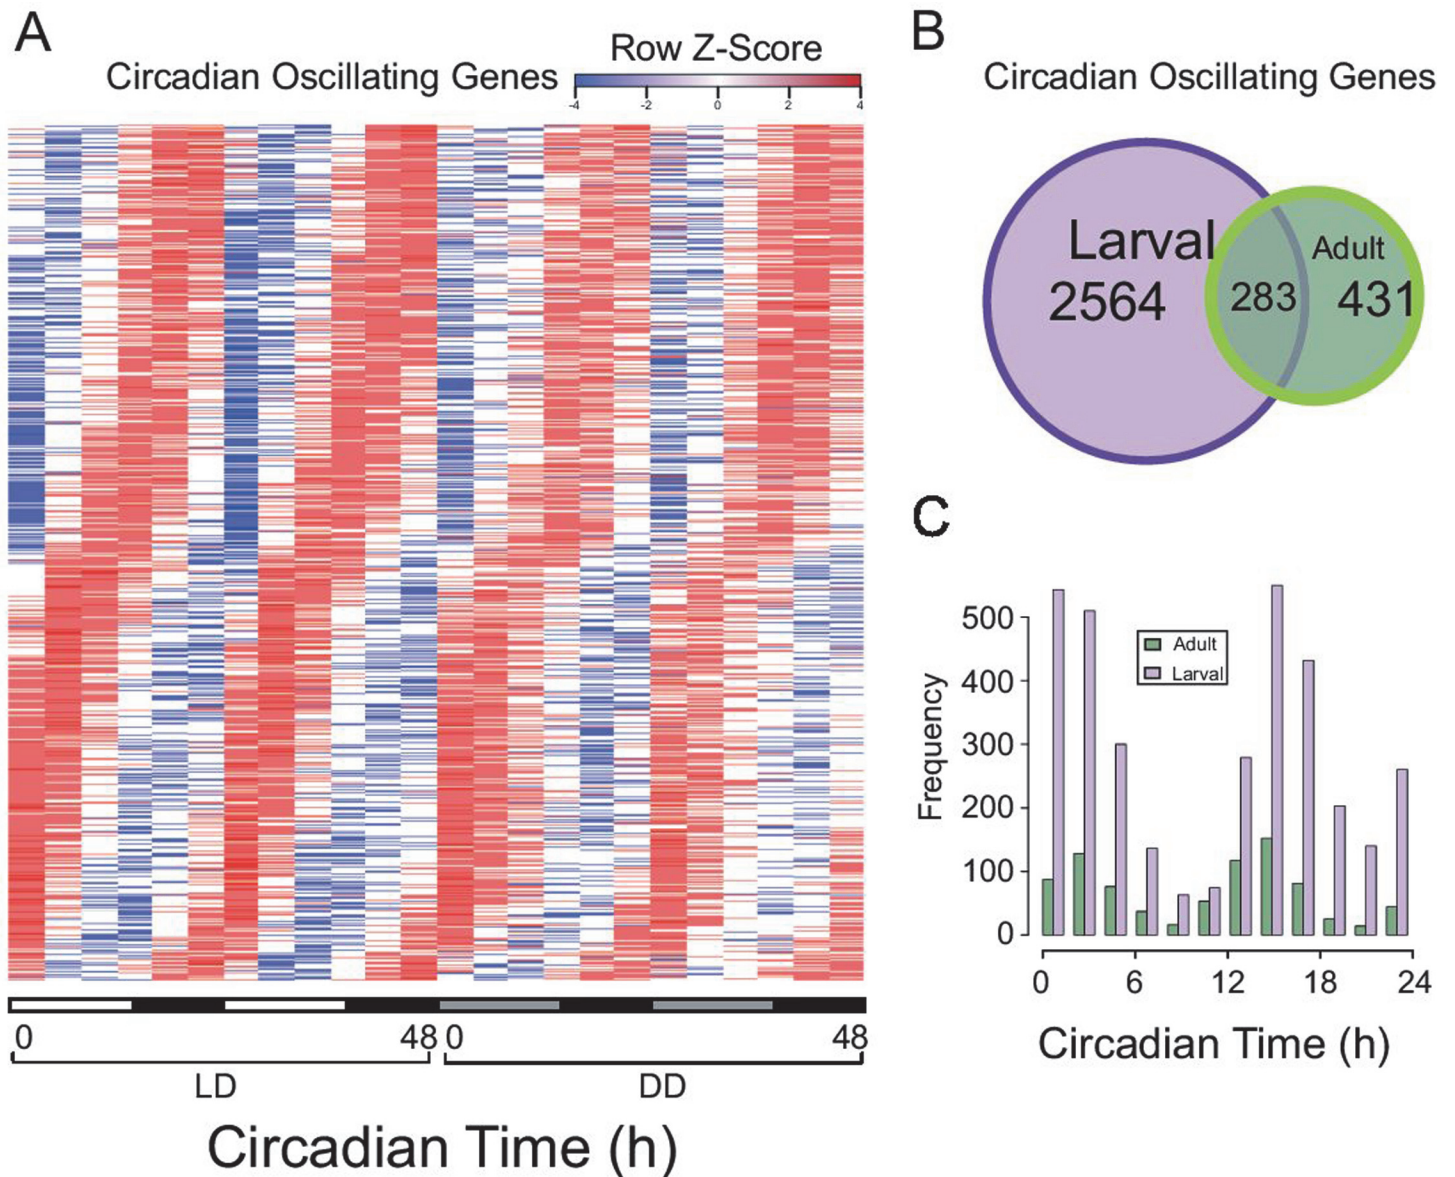 A
Circadian Oscillating Genes
Row Z-Score
-4 -2 0 2 4
0 48 0 48
LD DD
Circadian Time (h)
B
Circadian Oscillating Genes
Larval
2564
283
Adult
431
C
Frequency
500
400
300
200
100
0
Adult
Larval
0 6 12 18 24
Circadian Time (h)